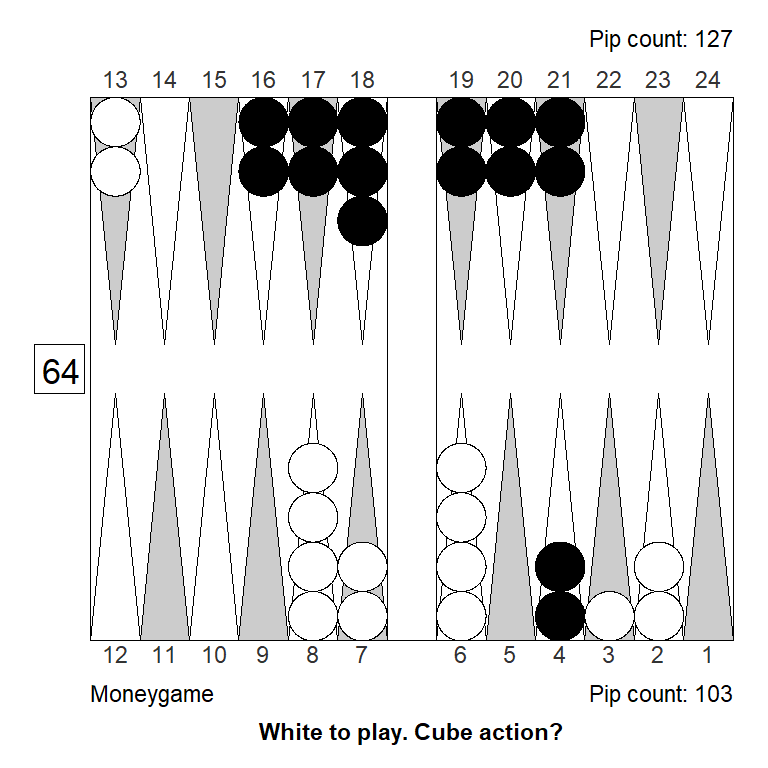 Pip count: 127
13 14 15 16 17 18 19 20 21 22 23 24
64
12 11 10 9 8 7 6 5 4 3 2 1
Moneygame Pip count: 103
White to play. Cube action?